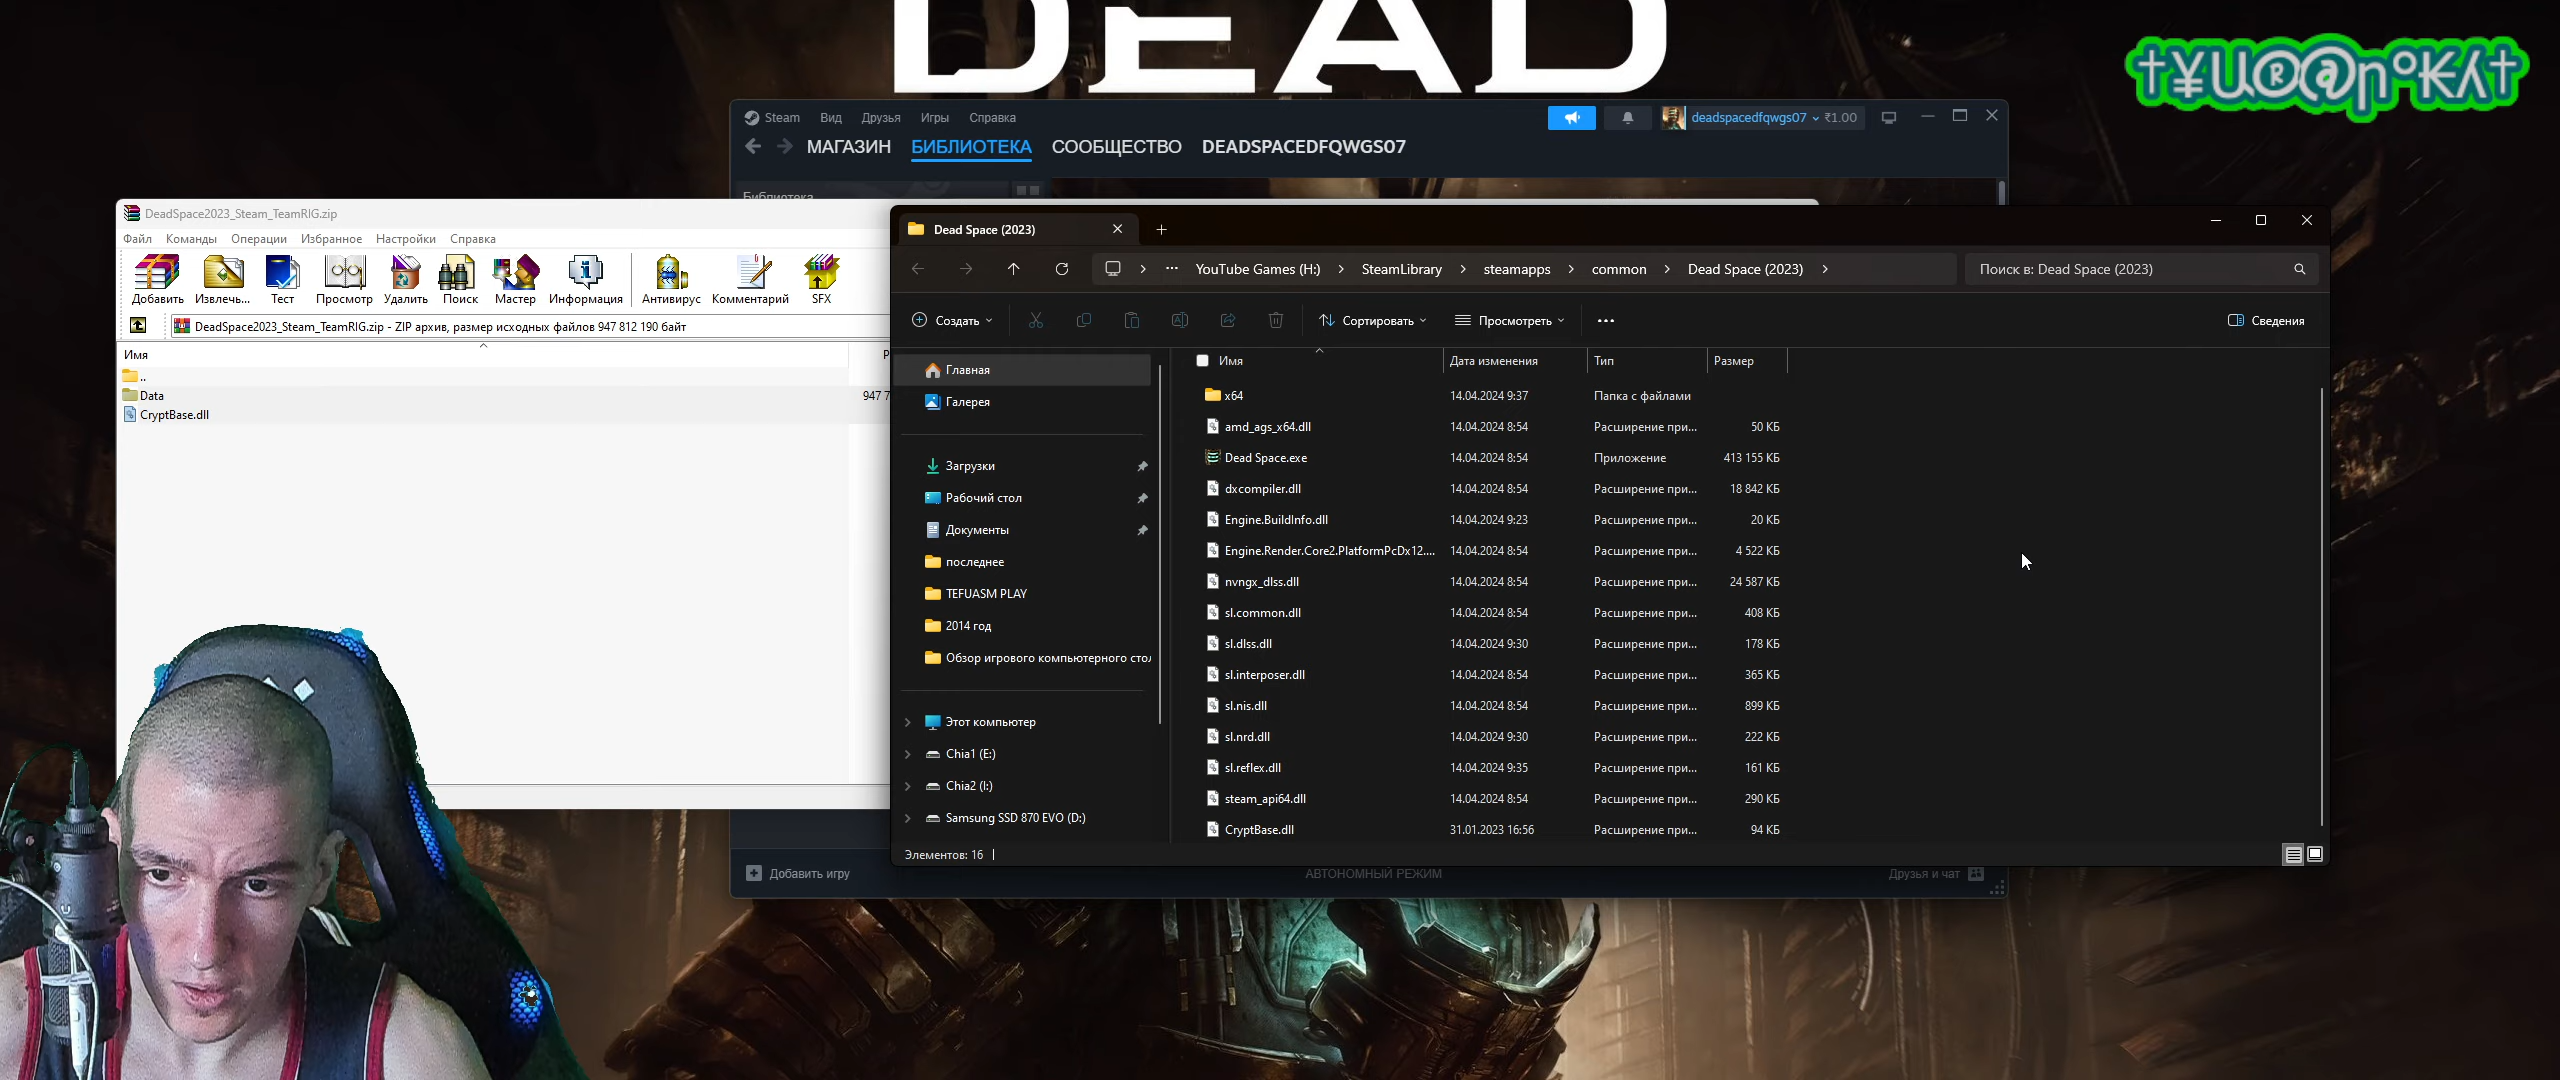 DEAD
Steam Вид Друзья Игры Справка
deadspacedfqwgs07 ₹1.00
МАГАЗИН БИБЛИОТЕКА СООБЩЕСТВО DEADSPACEDFQWGS07
Библиотека
DeadSpace2023_Steam_TeamRIG.zip
Файл Команды Операции Избранное Настройки Справка
Добавить Извлечь... Тест Просмотр Удалить Поиск Мастер Информация Антивирус Комментарий SFX
DeadSpace2023_Steam_TeamRIG.zip - ZIP архив, размер исходных файлов 947 812 190 байт
Имя Р
..
Data 947 7
CryptBase.dll
Dead Space (2023)
YouTube Games (H:) SteamLibrary steamapps common Dead Space (2023)
Поиск в: Dead Space (2023)
Создать Сортировать Просмотреть Сведения
Главная
Галерея
Загрузки
Рабочий стол
Документы
последнее
TEFUASM PLAY
2014 год
Обзор игрового компьютерного стол
Этот компьютер
Chia1 (E:)
Chia2 (I:)
Samsung SSD 870 EVO (D:)
Имя Дата изменения Тип Размер
x64 14.04.2024 9:37 Папка с файлами
amd_ags_x64.dll 14.04.2024 8:54 Расширение при... 50 КБ
Dead Space.exe 14.04.2024 8:54 Приложение 413 155 КБ
dxcompiler.dll 14.04.2024 8:54 Расширение при... 18 842 КБ
Engine.BuildInfo.dll 14.04.2024 9:23 Расширение при... 20 КБ
Engine.Render.Core2.PlatformPcDx12.... 14.04.2024 8:54 Расширение при... 4 522 КБ
nvngx_dlss.dll 14.04.2024 8:54 Расширение при... 24 587 КБ
sl.common.dll 14.04.2024 8:54 Расширение при... 408 КБ
sl.dlss.dll 14.04.2024 9:30 Расширение при... 178 КБ
sl.interposer.dll 14.04.2024 8:54 Расширение при... 365 КБ
sl.nis.dll 14.04.2024 8:54 Расширение при... 899 КБ
sl.nrd.dll 14.04.2024 9:30 Расширение при... 222 КБ
sl.reflex.dll 14.04.2024 9:35 Расширение при... 161 КБ
steam_api64.dll 14.04.2024 8:54 Расширение при... 290 КБ
CryptBase.dll 31.01.2023 16:56 Расширение при... 94 КБ
Элементов: 16
Добавить игру АВТОНОМНЫЙ РЕЖИМ Друзья и чат